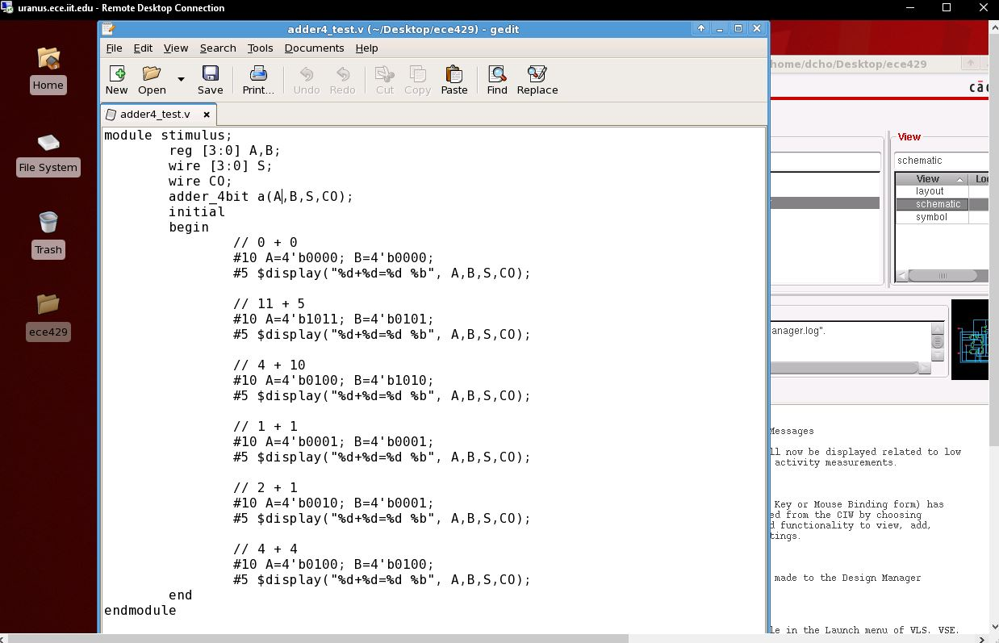 uranus.ece.iit.edu - Remote Desktop Connection
adder4_test.v (~/Desktop/ece429) - gedit
File Edit View Search Tools Documents Help
New Open Save Print... Undo Redo Cut Copy Paste Find Replace
adder4_test.v
module stimulus;
reg [3:0] A,B;
wire [3:0] S;
wire CO;
adder_4bit a(A,B,S,CO);
initial
begin
// 0 + 0
#10 A=4'b0000; B=4'b0000;
#5 $display("%d+%d=%d %b", A,B,S,CO);
// 11 + 5
#10 A=4'b1011; B=4'b0101;
#5 $display("%d+%d=%d %b", A,B,S,CO);
// 4 + 10
#10 A=4'b0100; B=4'b1010;
#5 $display("%d+%d=%d %b", A,B,S,CO);
// 1 + 1
#10 A=4'b0001; B=4'b0001;
#5 $display("%d+%d=%d %b", A,B,S,CO);
// 2 + 1
#10 A=4'b0010; B=4'b0001;
#5 $display("%d+%d=%d %b", A,B,S,CO);
// 4 + 4
#10 A=4'b0100; B=4'b0100;
#5 $display("%d+%d=%d %b", A,B,S,CO);
end
endmodule
Home
File System
Trash
ece429
home/dcho/Desktop/ece429
cād
View
schematic
View Loc
layout
schematic
symbol
anager.log".
Messages
ll now be displayed related to low
activity measurements.
Key or Mouse Binding form) has
ed from the CIW by choosing
d functionality to view, add,
tings.
made to the Design Manager
le in the Launch menu of VLS, VSE,